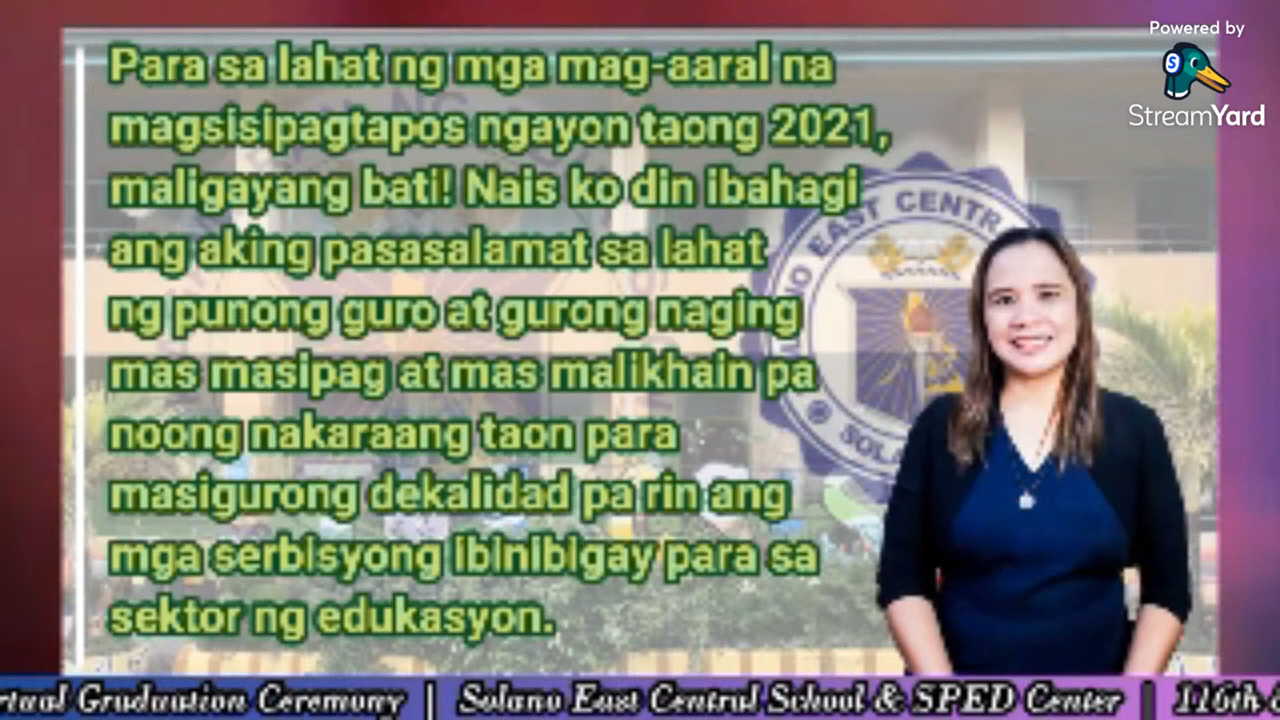 Powered by
StreamYard
Para sa lahat ng mga mag-aaral na
magsisipagtapos ngayon taong 2021,
maligayang bati! Nais ko din ibahagi
ang aking pasasalamat sa lahat
ng punong guro at gurong naging
mas masipag at mas malikhain pa
noong nakaraang taon para
masigurong dekalidad pa rin ang
mga serbisyong ibinibigay para sa
sektor ng edukasyon.
EAST CENTR
Graduation Ceremony | Solano East Central School & SPED Center | 116th